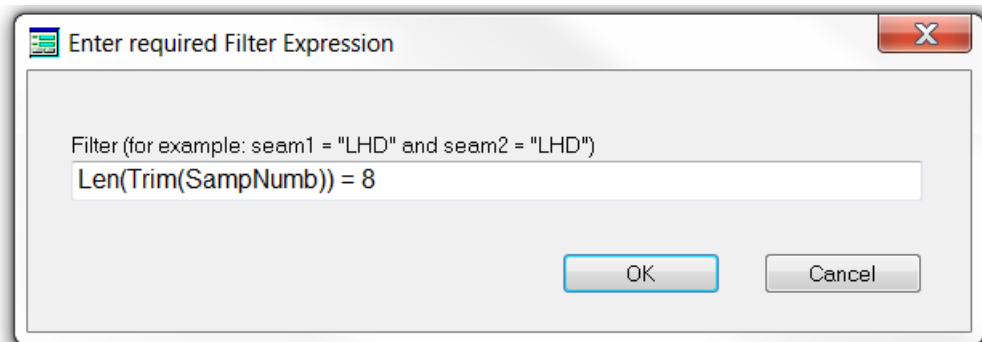 Enter required Filter Expression
Filter (for example: seam1 = "LHD" and seam2 = "LHD")
Len(Trim(SampNumb)) = 8
OK Cancel